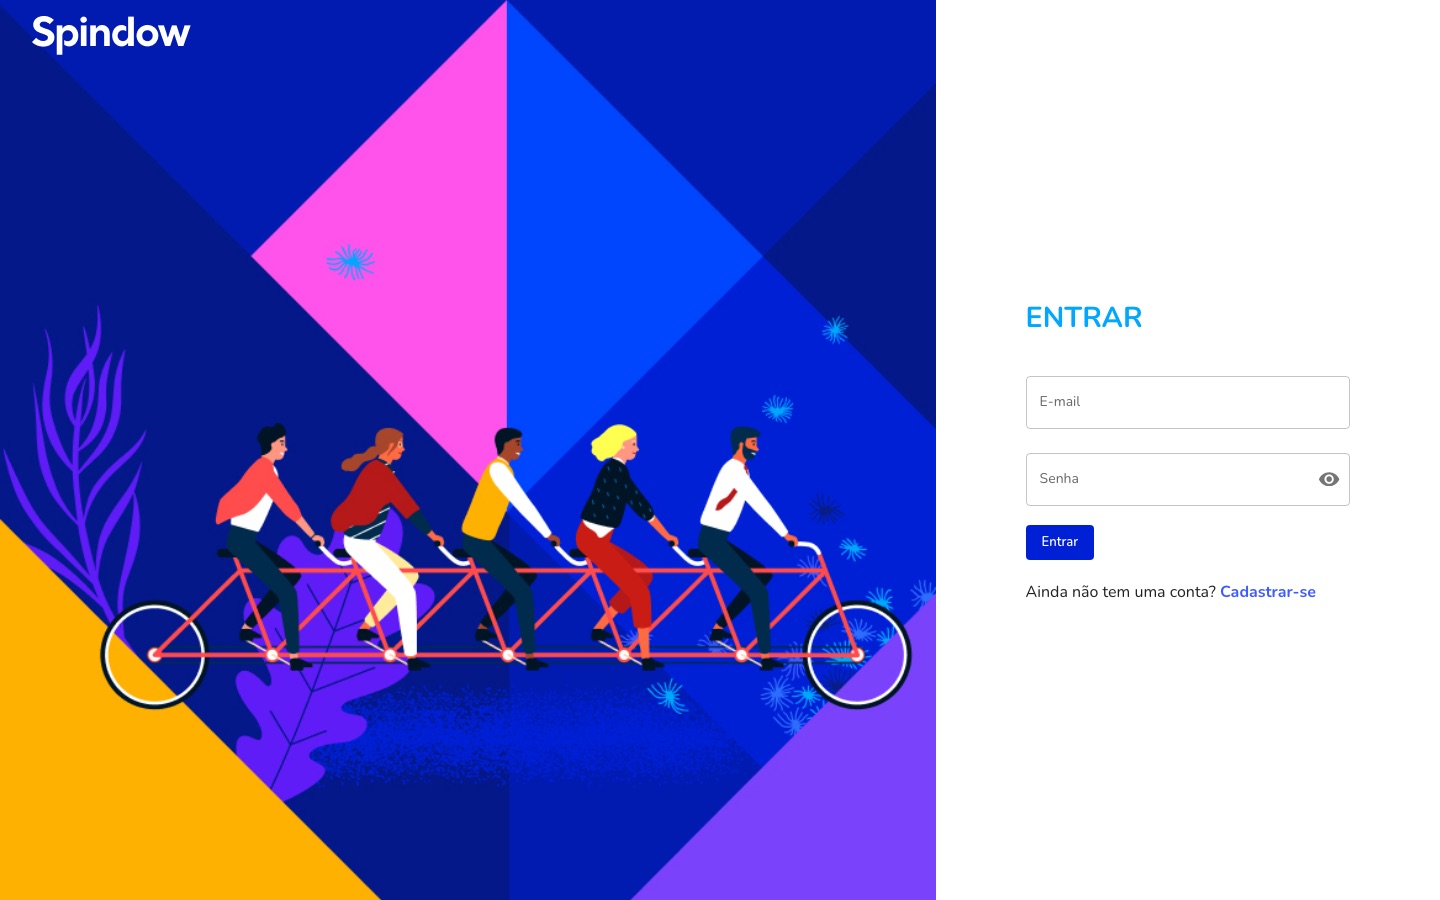 Spindow
ENTRAR
E-mail
Senha
Entrar
Ainda não tem uma conta? Cadastrar-se